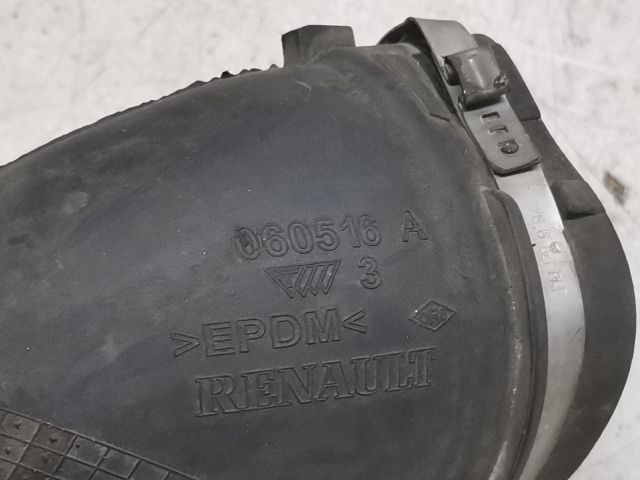 060516 A
3
>EPDM<
RENAULT